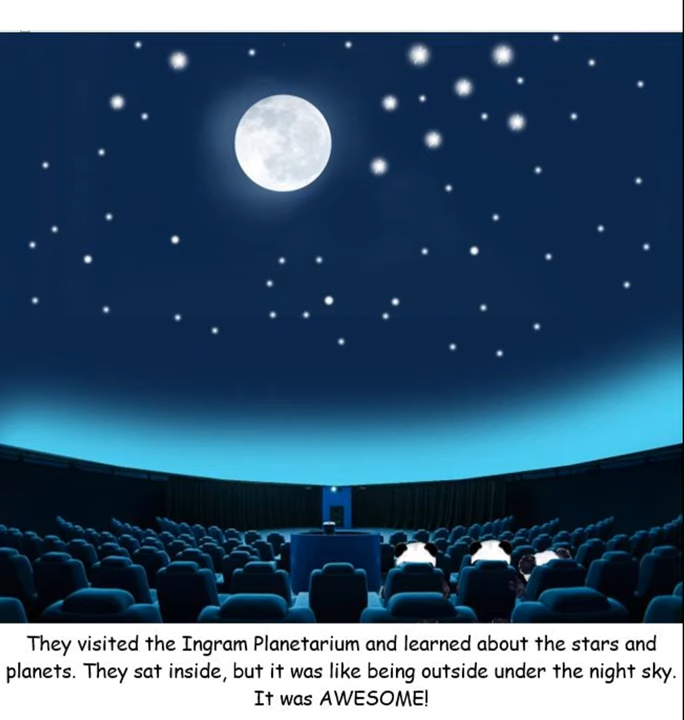 They visited the Ingram Planetarium and learned about the stars and
planets. They sat inside, but it was like being outside under the night sky.
It was AWESOME!